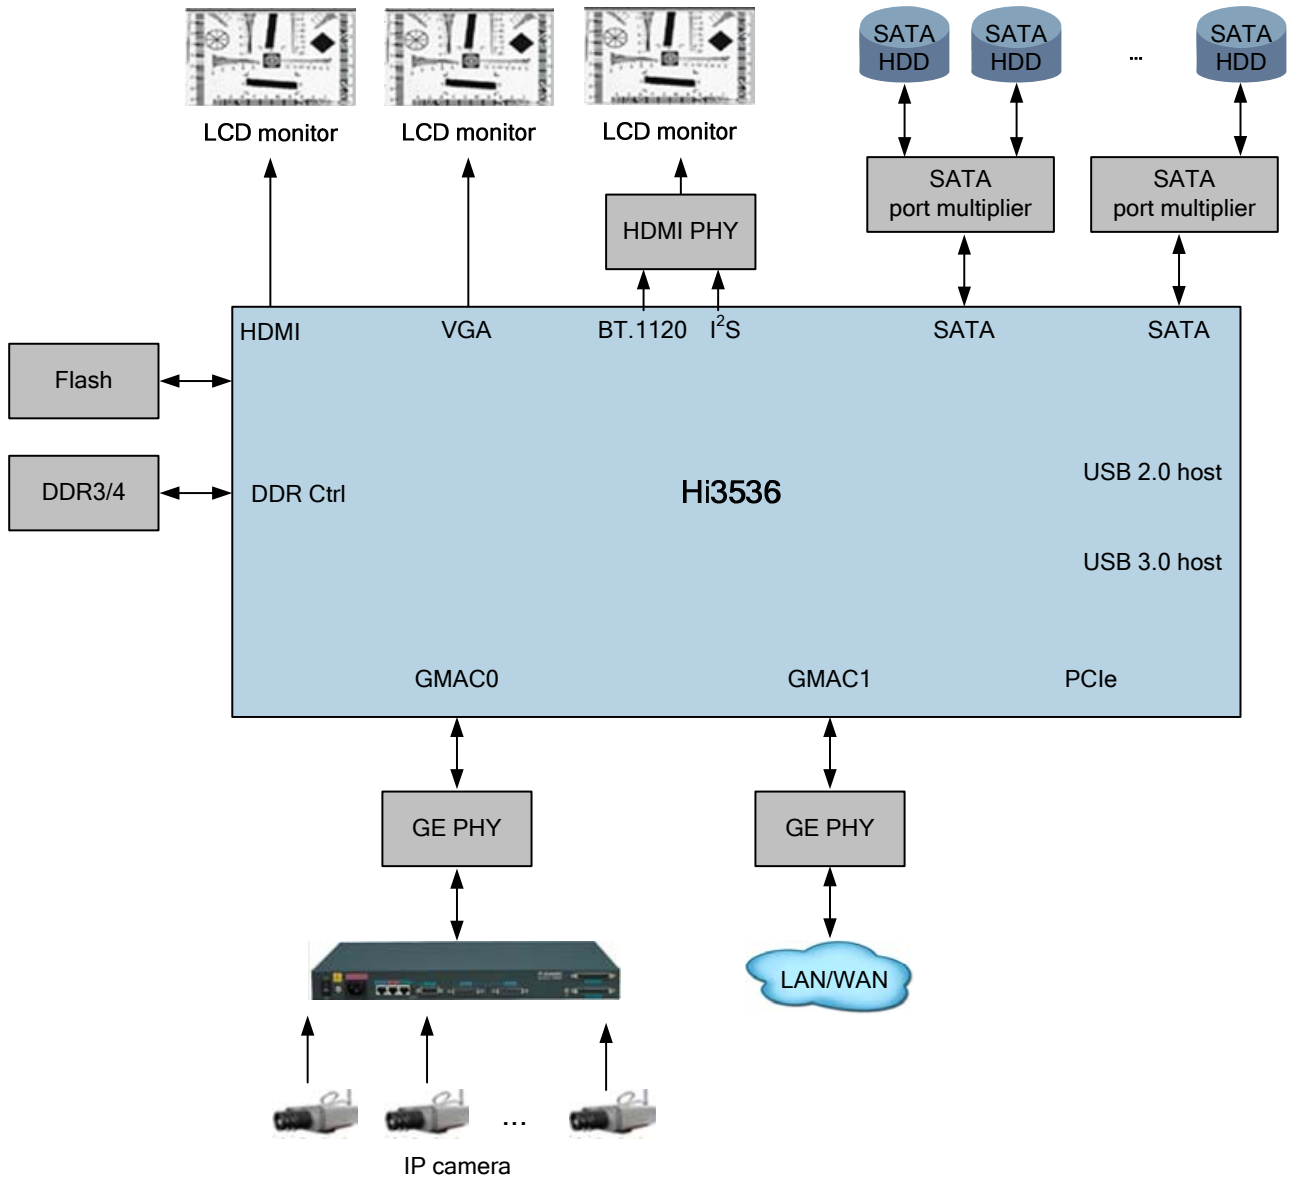 SATA
HDD
SATA
HDD
...
SATA
HDD
LCD monitor
LCD monitor
LCD monitor
SATA
port multiplier
SATA
port multiplier
HDMI PHY
HDMI
VGA
BT.1120
I²S
SATA
SATA
Flash
DDR3/4
DDR Ctrl
Hi3536
USB 2.0 host
USB 3.0 host
GMAC0
GMAC1
PCIe
GE PHY
GE PHY
LAN/WAN
...
IP camera